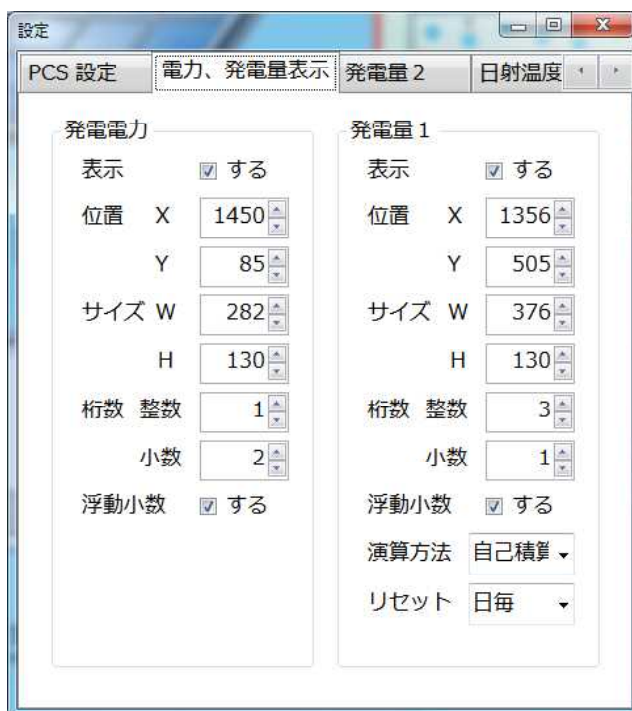 設定
PCS 設定 電力、発電量表示 発電量2 日射温度
発電電力
表示 する
位置 X 1450
Y 85
サイズ W 282
H 130
桁数 整数 1
小数 2
浮動小数 する
発電量1
表示 する
位置 X 1356
Y 505
サイズ W 376
H 130
桁数 整数 3
小数 1
浮動小数 する
演算方法 自己積算
リセット 日毎